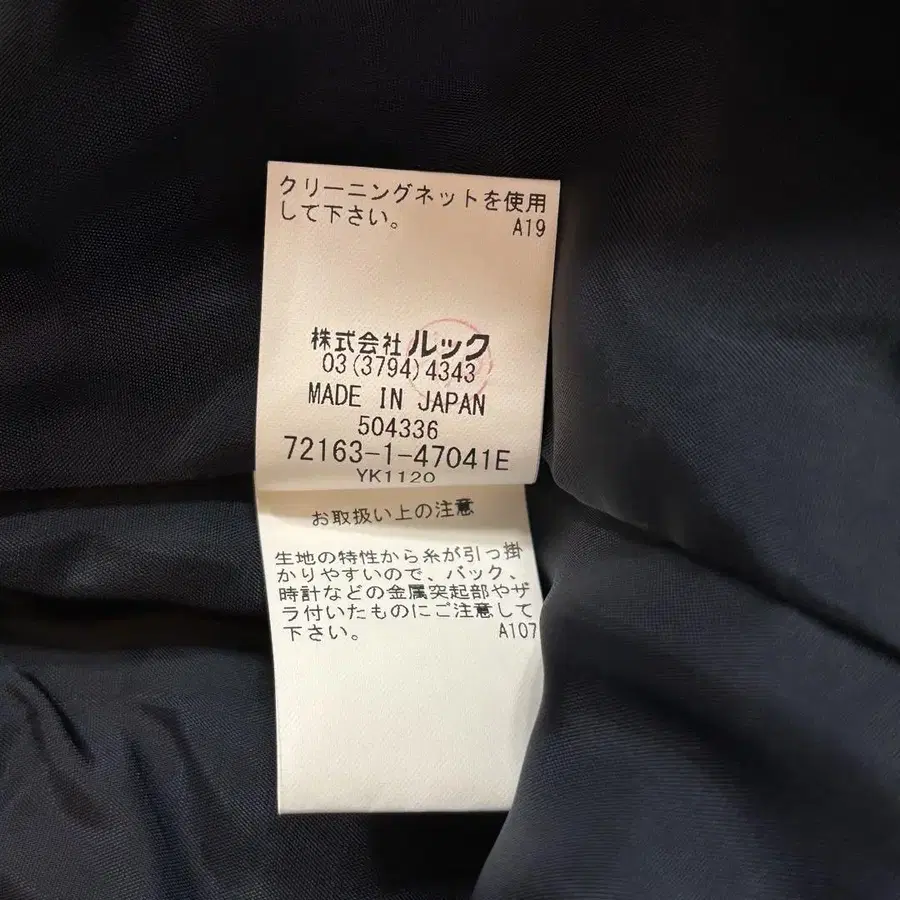 クリーニングネットを使用
して下さい。 A19
株式会社 ルック
03(3794)4343
MADE IN JAPAN
504336
72163-1-47041E
YK1120
お取扱い上の注意
生地の特性から糸が引っ掛
かりやすいので、バック、
時計などの金属突起部やザ
ラ付いたものにご注意して
下さい。 A107